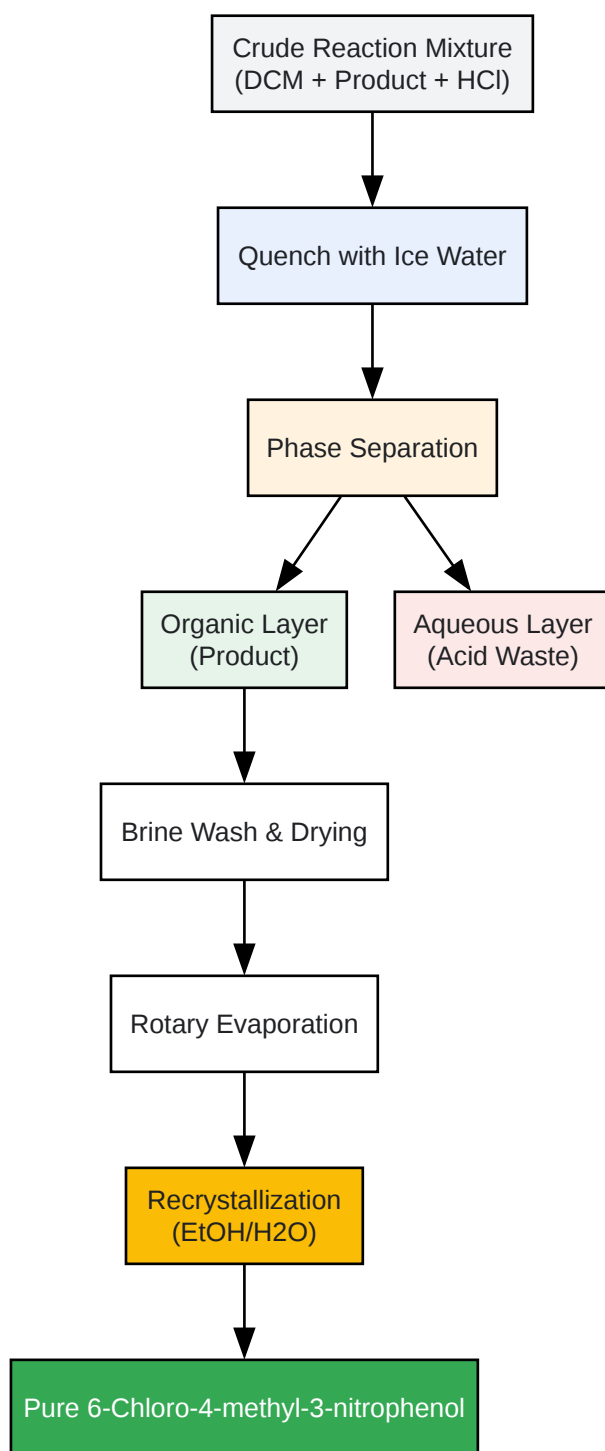 Crude Reaction Mixture
(DCM + Product + HCl)
Quench with Ice Water
Phase Separation
Organic Layer
(Product)
Aqueous Layer
(Acid Waste)
Brine Wash & Drying
Rotary Evaporation
Recrystallization
(EtOH/H2O)
Pure 6-Chloro-4-methyl-3-nitrophenol